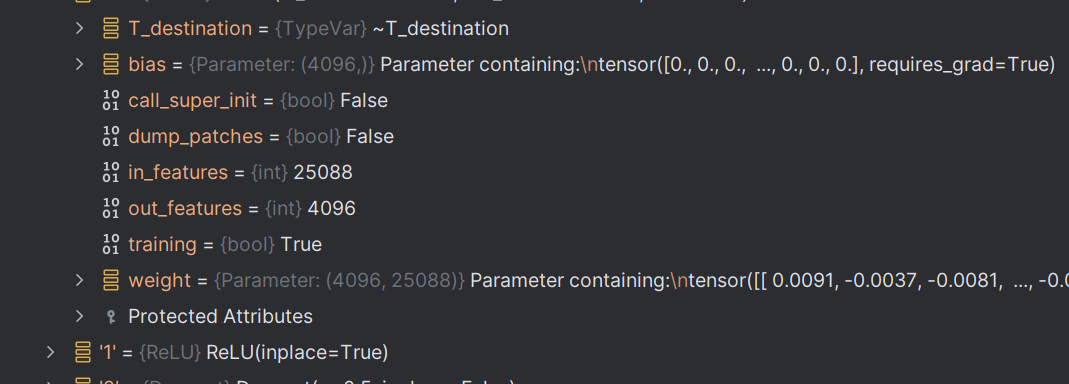 T_destination = {TypeVar} ~T_destination
bias = {Parameter: (4096,)} Parameter containing:\ntensor([0., 0., 0.,  ..., 0., 0., 0.], requires_grad=True)
call_super_init = {bool} False
dump_patches = {bool} False
in_features = {int} 25088
out_features = {int} 4096
training = {bool} True
weight = {Parameter: (4096, 25088)} Parameter containing:\ntensor([[ 0.0091, -0.0037, -0.0081,  ..., -0.0
Protected Attributes
'1' = {ReLU} ReLU(inplace=True)